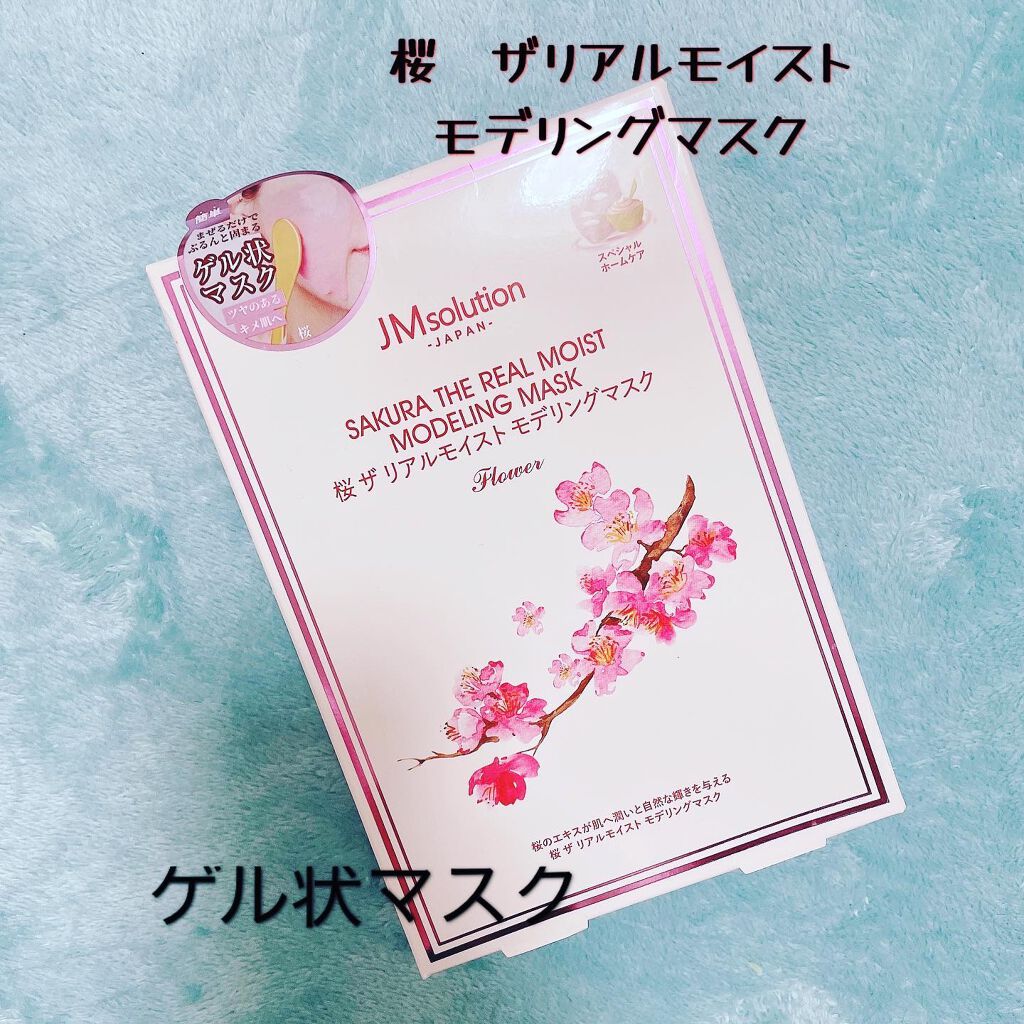 桜　ザリアルモイスト
モデリングマスク
簡単
まぜるだけで
ぷるんと固まる
ゲル状
マスク
ツヤのある
キメ肌へ
桜
スペシャル
ホームケア
JMsolution
-JAPAN-
SAKURA THE REAL MOIST
MODELING MASK
桜 ザ リアルモイスト モデリングマスク
Flower
桜のエキスが肌へ潤いと自然な輝きを与える
桜 ザ リアルモイスト モデリングマスク
ゲル状マスク